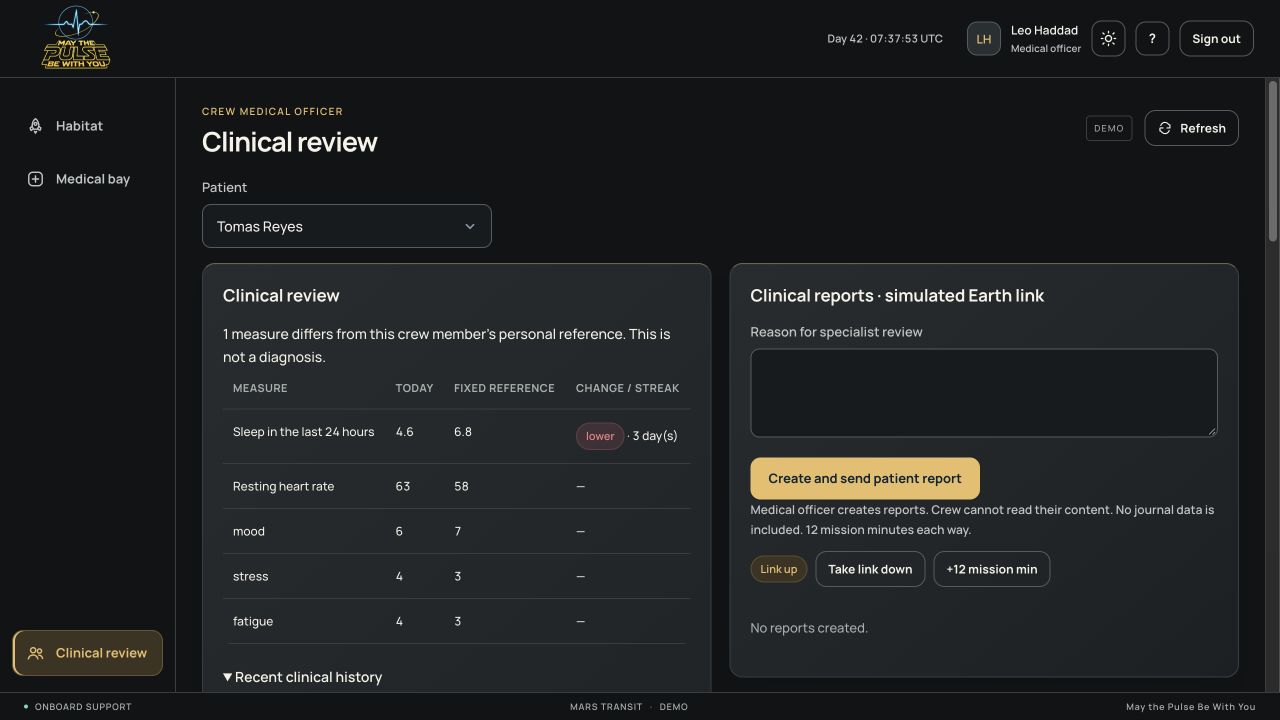 MAY THE
PULSE
BE WITH YOU
Day 42 · 07:37:53 UTC
LH
Leo Haddad
Medical officer
?
Sign out
Habitat
Medical bay
Clinical review
CREW MEDICAL OFFICER
Clinical review
DEMO
Refresh
Patient
Tomas Reyes
Clinical review
1 measure differs from this crew member's personal reference. This is
not a diagnosis.
MEASURE TODAY FIXED REFERENCE CHANGE / STREAK
Sleep in the last 24 hours 4.6 6.8 lower · 3 day(s)
Resting heart rate 63 58 —
mood 6 7 —
stress 4 3 —
fatigue 4 3 —
▼ Recent clinical history
Clinical reports · simulated Earth link
Reason for specialist review
Create and send patient report
Medical officer creates reports. Crew cannot read their content. No journal data is
included. 12 mission minutes each way.
Link up
Take link down
+12 mission min
No reports created.
ONBOARD SUPPORT
MARS TRANSIT · DEMO
May the Pulse Be With You